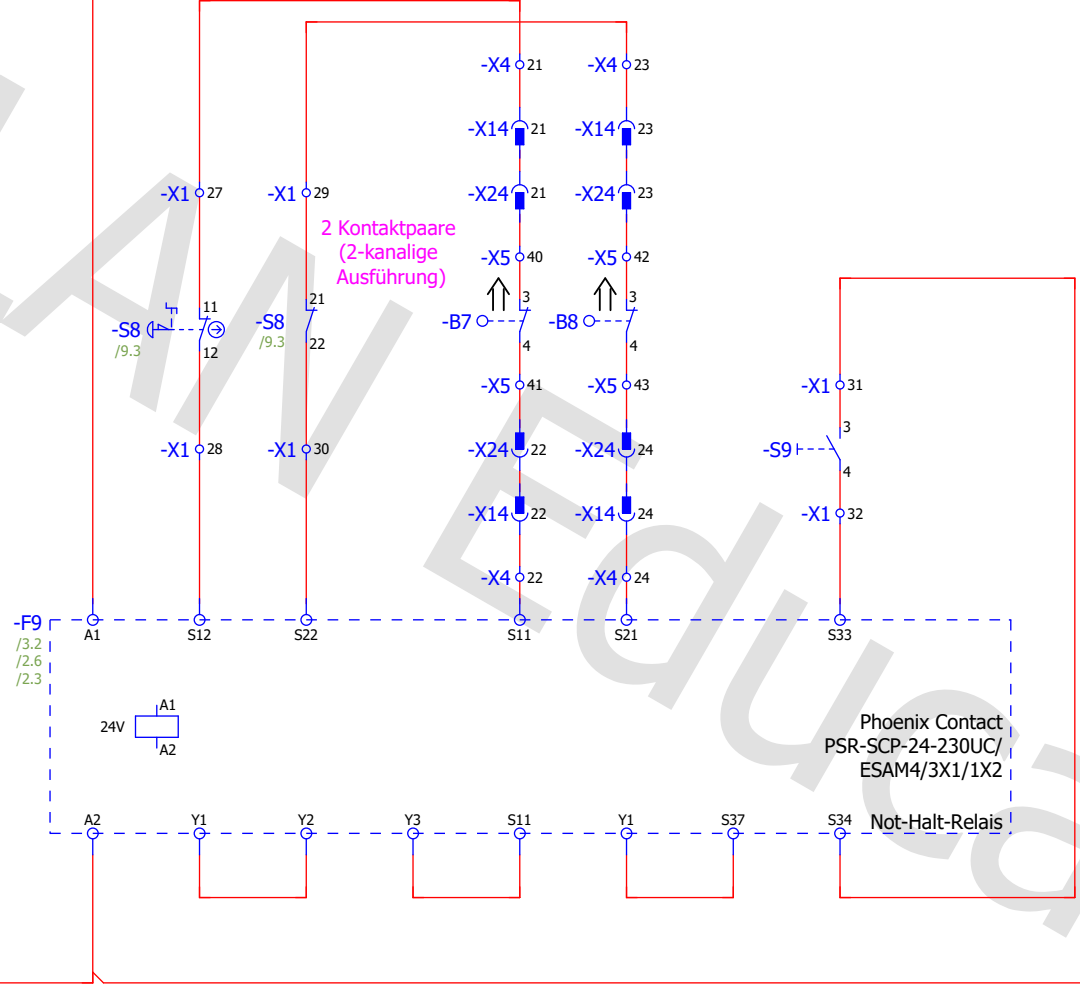 -X4 21
-X4 23
-X14 21
-X14 23
-X1 27
-X1 29
-X24 21
-X24 23
2 Kontaktpaare
(2-kanalige
Ausführung)
-X5 40
-X5 42
-S8
/9.3
11
12
-S8
/9.3
21
22
-B7
3
4
-B8
3
4
-X5 41
-X5 43
-X1 31
-X1 28
-X1 30
-X24 22
-X24 24
-S9
3
4
-X14 22
-X14 24
-X1 32
-X4 22
-X4 24
-F9
/3.2
/2.6
/2.3
A1 S12 S22 S11 S21 S33
24V
A1
A2
Phoenix Contact
PSR-SCP-24-230UC/
ESAM4/3X1/1X2
A2 Y1 Y2 Y3 S11 Y1 S37 S34
Not-Halt-Relais